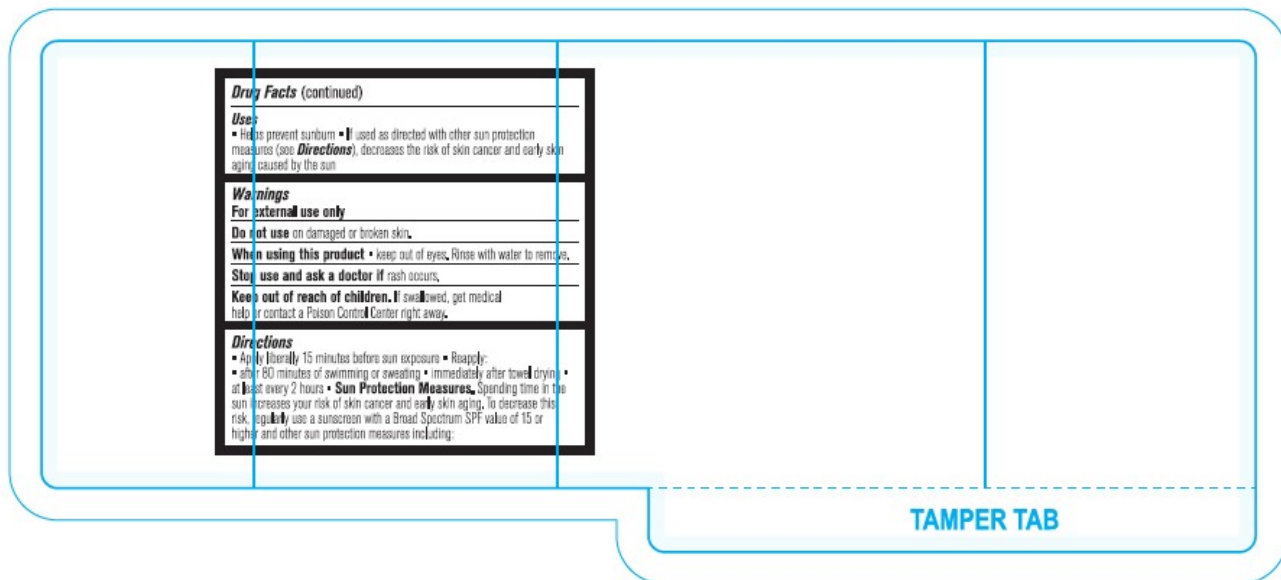 Drug Facts (continued)
Uses
▪ Helps prevent sunburn ▪ If used as directed with other sun protection
measures (see Directions), decreases the risk of skin cancer and early skin
aging caused by the sun
Warnings
For external use only
Do not use on damaged or broken skin.
When using this product ▪ keep out of eyes. Rinse with water to remove.
Stop use and ask a doctor if rash occurs.
Keep out of reach of children. If swallowed, get medical
help or contact a Poison Control Center right away.
Directions
▪ Apply liberally 15 minutes before sun exposure ▪ Reapply:
▪ after 80 minutes of swimming or sweating ▪ immediately after towel drying ▪
at least every 2 hours ▪ Sun Protection Measures. Spending time in the
sun increases your risk of skin cancer and early skin aging. To decrease this
risk, regularly use a sunscreen with a Broad Spectrum SPF value of 15 or
higher and other sun protection measures including:
TAMPER TAB